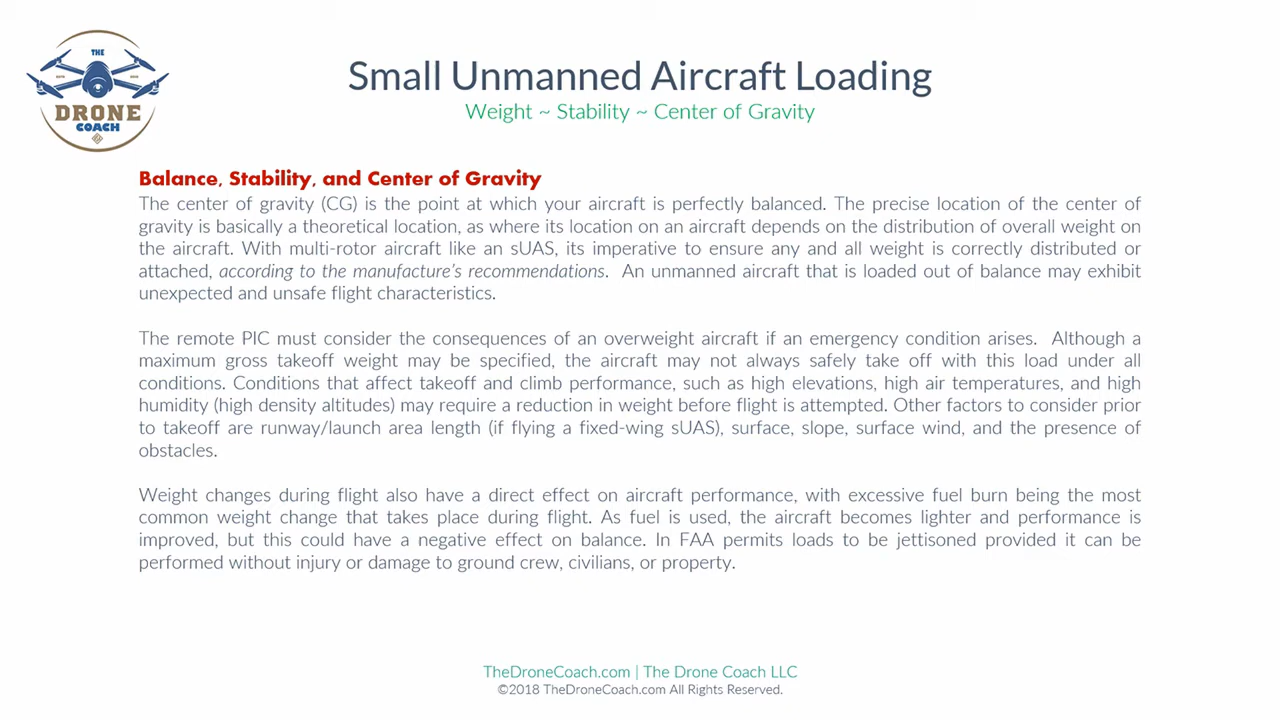 THE
DRONE
COACH
Small Unmanned Aircraft Loading
Weight ~ Stability ~ Center of Gravity
Balance, Stability, and Center of Gravity
The center of gravity (CG) is the point at which your aircraft is perfectly balanced. The precise location of the center of
gravity is basically a theoretical location, as where its location on an aircraft depends on the distribution of overall weight on
the aircraft. With multi-rotor aircraft like an sUAS, its imperative to ensure any and all weight is correctly distributed or
attached, according to the manufacture's recommendations. An unmanned aircraft that is loaded out of balance may exhibit
unexpected and unsafe flight characteristics.
The remote PIC must consider the consequences of an overweight aircraft if an emergency condition arises. Although a
maximum gross takeoff weight may be specified, the aircraft may not always safely take off with this load under all
conditions. Conditions that affect takeoff and climb performance, such as high elevations, high air temperatures, and high
humidity (high density altitudes) may require a reduction in weight before flight is attempted. Other factors to consider prior
to takeoff are runway/launch area length (if flying a fixed-wing sUAS), surface, slope, surface wind, and the presence of
obstacles.
Weight changes during flight also have a direct effect on aircraft performance, with excessive fuel burn being the most
common weight change that takes place during flight. As fuel is used, the aircraft becomes lighter and performance is
improved, but this could have a negative effect on balance. In FAA permits loads to be jettisoned provided it can be
performed without injury or damage to ground crew, civilians, or property.
TheDroneCoach.com | The Drone Coach LLC
©2018 TheDroneCoach.com All Rights Reserved.